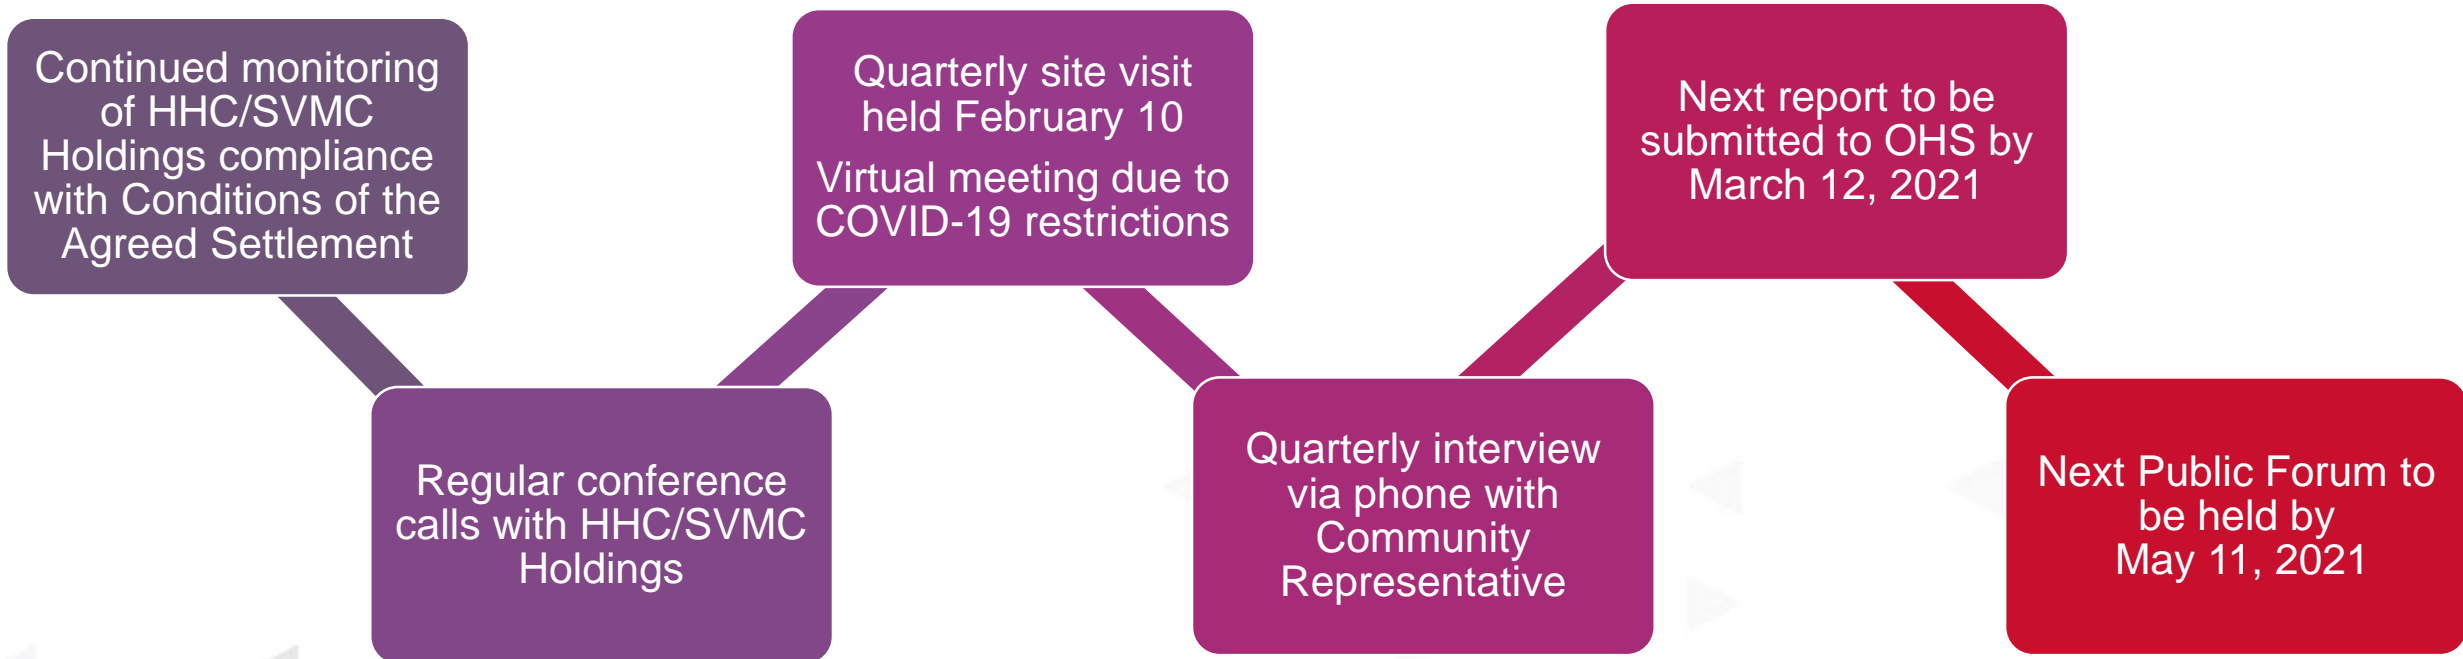 Continued monitoring
of HHC/SVMC
Holdings compliance
with Conditions of the
Agreed Settlement
Regular conference
calls with HHC/SVMC
Holdings
Quarterly site visit
held February 10
Virtual meeting due to
COVID-19 restrictions
Quarterly interview
via phone with
Community
Representative
Next report to be
submitted to OHS by
March 12, 2021
Next Public Forum to
be held by
May 11, 2021